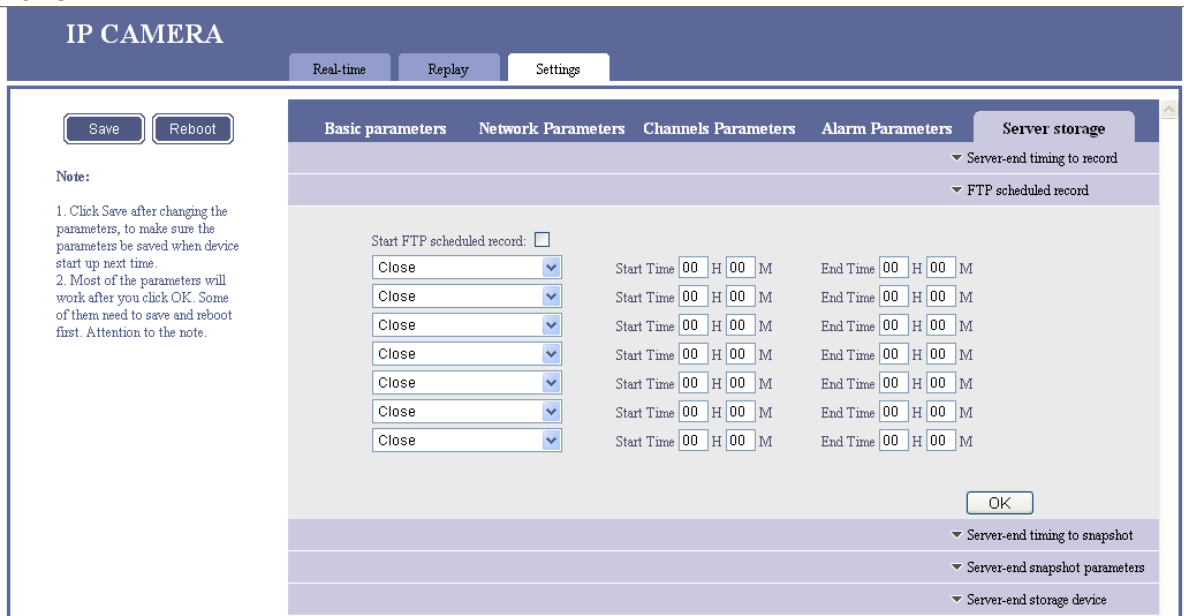 IP CAMERA
Real-time Replay Settings
Save Reboot
Basic parameters Network Parameters Channels Parameters Alarm Parameters Server storage
Server-end timing to record
FTP scheduled record
Note:
1. Click Save after changing the
parameters, to make sure the
parameters be saved when device
start up next time.
2. Most of the parameters will
work after you click OK. Some
of them need to save and reboot
first. Attention to the note.
Start FTP scheduled record:
Close Start Time 00 H 00 M End Time 00 H 00 M
Close Start Time 00 H 00 M End Time 00 H 00 M
Close Start Time 00 H 00 M End Time 00 H 00 M
Close Start Time 00 H 00 M End Time 00 H 00 M
Close Start Time 00 H 00 M End Time 00 H 00 M
Close Start Time 00 H 00 M End Time 00 H 00 M
Close Start Time 00 H 00 M End Time 00 H 00 M
OK
Server-end timing to snapshot
Server-end snapshot parameters
Server-end storage device